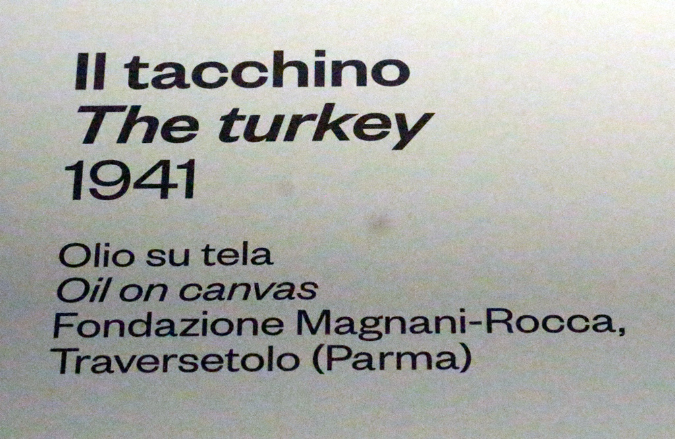 Il tacchino
The turkey
1941
Olio su tela
Oil on canvas
Fondazione Magnani-Rocca,
Traversetolo (Parma)